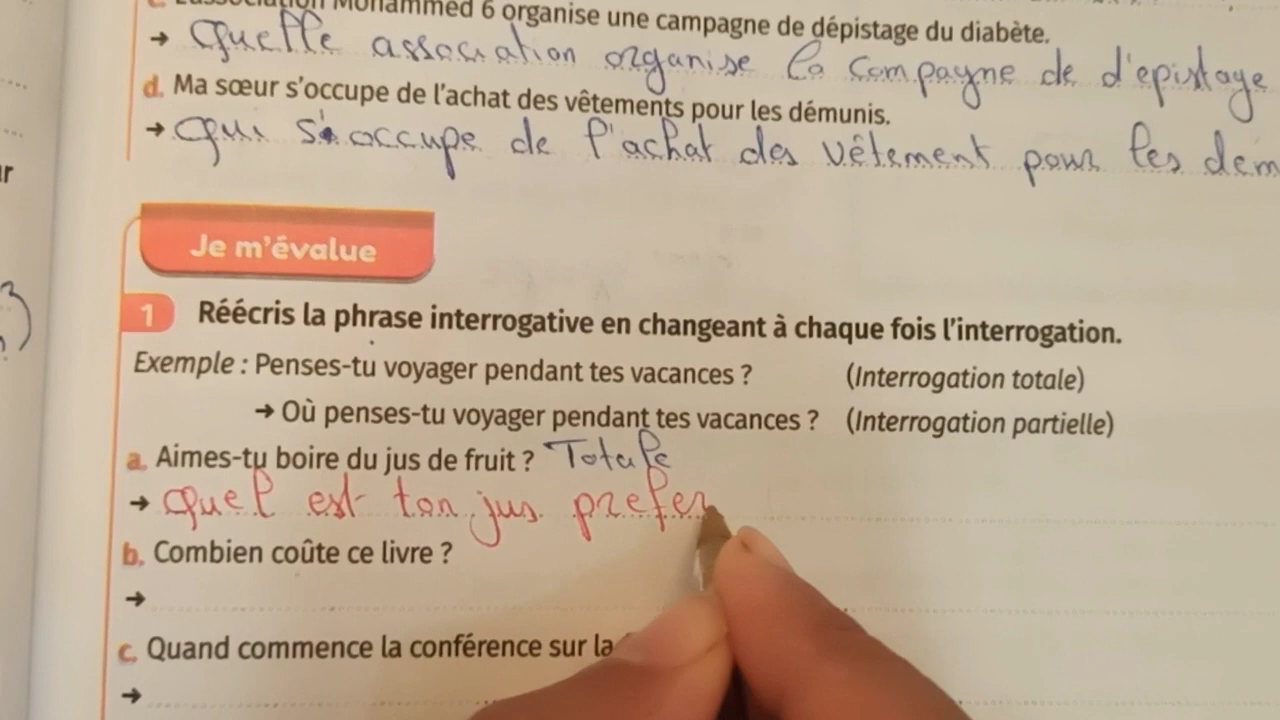 Mohammed 6 organise une campagne de dépistage du diabète.
→ Quelle association organise la compagne de d'epistage
d. Ma sœur s'occupe de l'achat des vêtements pour les démunis.
→ Qui s'occupe de l'achat des vêtement pour les dem
Je m'évalue
1 Réécris la phrase interrogative en changeant à chaque fois l'interrogation.
Exemple : Penses-tu voyager pendant tes vacances ? (Interrogation totale)
→ Où penses-tu voyager pendant tes vacances ? (Interrogation partielle)
a. Aimes-tu boire du jus de fruit ? Totale
→ Quel est ton jus prefer
b. Combien coûte ce livre ?
→
c. Quand commence la conférence sur la
→